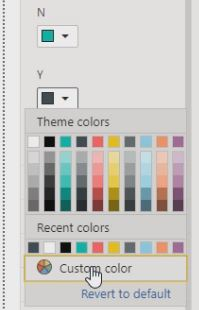 N
Y
Theme colors
Recent colors
Custom color
Revert to default